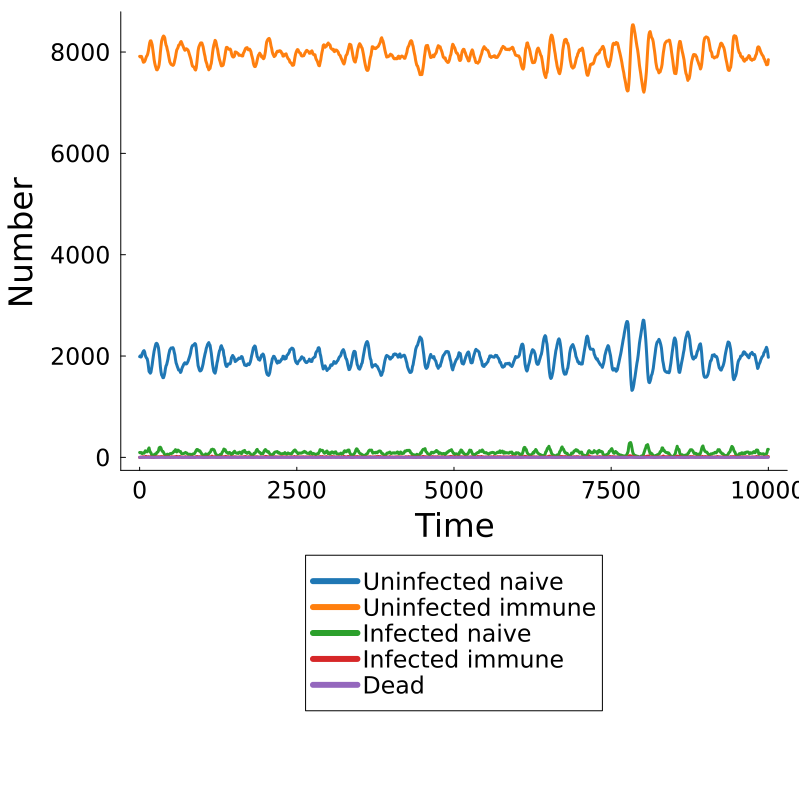 8000
6000
4000
2000
0
Number
0 2500 5000 7500 10000
Time
Uninfected naive
Uninfected immune
Infected naive
Infected immune
Dead